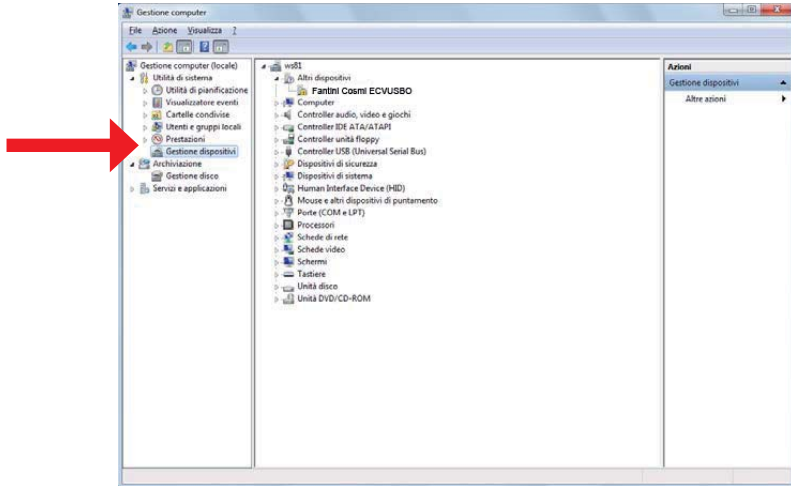 Gestione computer
File Azione Visualizza ?
Gestione computer (locale)
Utilità di sistema
Utilità di pianificazione
Visualizzatore eventi
Cartelle condivise
Utenti e gruppi locali
Prestazioni
Gestione dispositivi
Archiviazione
Gestione disco
Servizi e applicazioni
ws81
Altri dispositivi
Fantini Cosmi ECVUSBO
Computer
Controller audio, video e giochi
Controller IDE ATA/ATAPI
Controller unità floppy
Controller USB (Universal Serial Bus)
Dispositivi di sicurezza
Dispositivi di sistema
Human Interface Device (HID)
Mouse e altri dispositivi di puntamento
Porte (COM e LPT)
Processori
Schede di rete
Schede video
Schermi
Tastiere
Unità disco
Unità DVD/CD-ROM
Azioni
Gestione dispositivi
Altre azioni